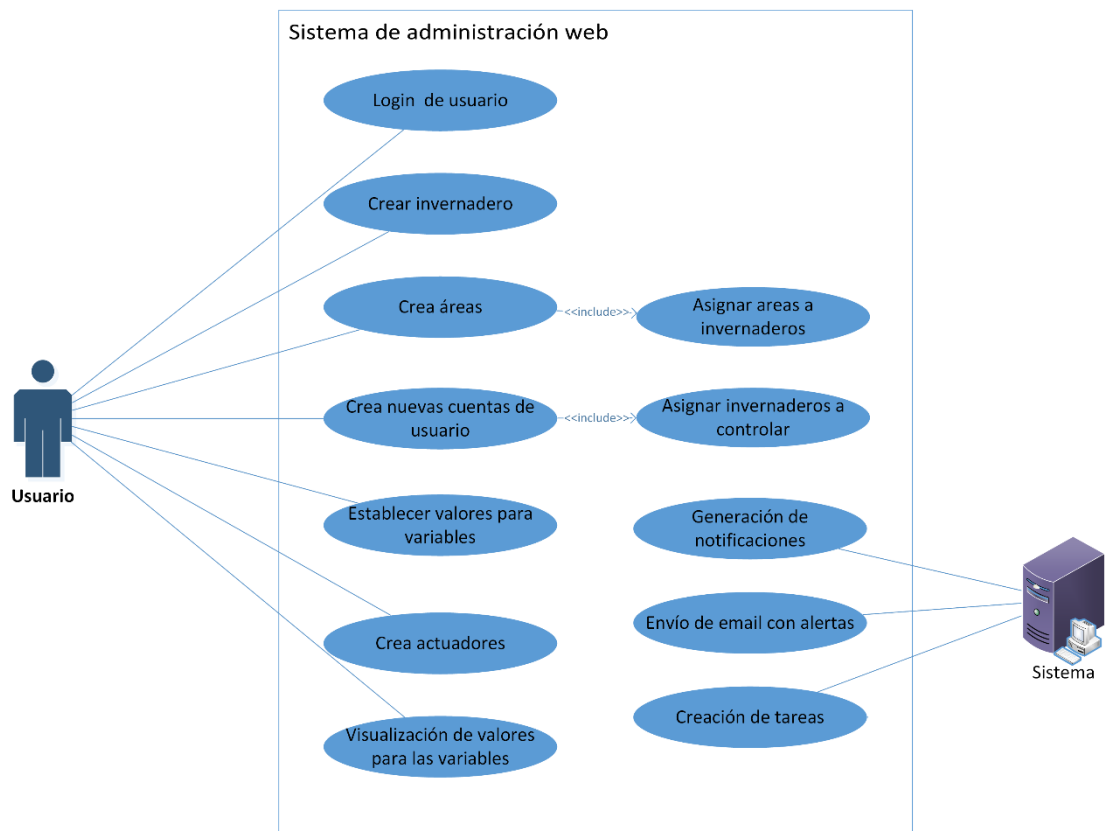 Sistema de administración web
Login de usuario
Crear invernadero
Crea áreas
<<include>>
Asignar areas a
invernaderos
Crea nuevas cuentas de
usuario
<<include>>
Asignar invernaderos a
controlar
Usuario
Establecer valores para
variables
Generación de
notificaciones
Crea actuadores
Envío de email con alertas
Sistema
Visualización de valores
para las variables
Creación de tareas